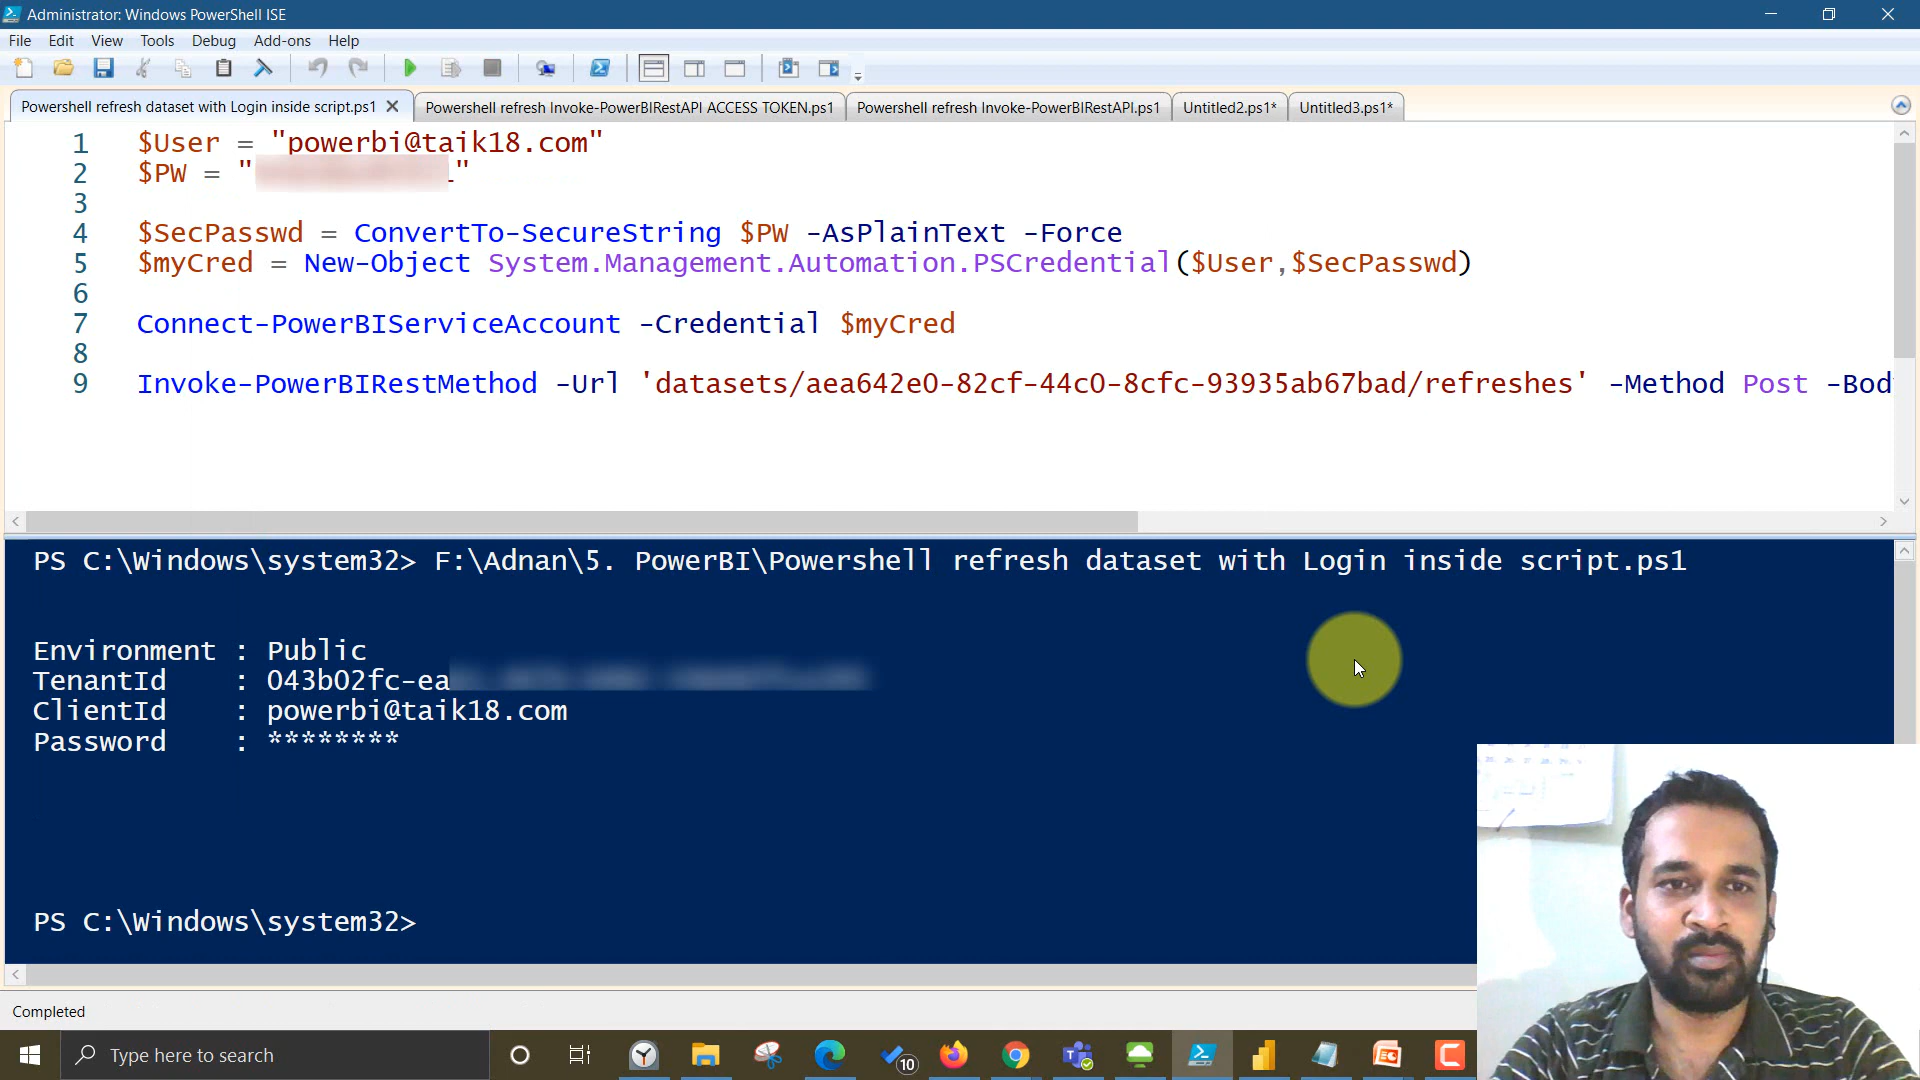 Administrator: Windows PowerShell ISE
File Edit View Tools Debug Add-ons Help
Powershell refresh dataset with Login inside script.ps1 Powershell refresh Invoke-PowerBIRestAPI ACCESS TOKEN.ps1 Powershell refresh Invoke-PowerBIRestAPI.ps1 Untitled2.ps1* Untitled3.ps1*
1 $User = "powerbi@taik18.com"
2 $PW = " "
3
4 $SecPasswd = ConvertTo-SecureString $PW -AsPlainText -Force
5 $myCred = New-Object System.Management.Automation.PSCredential($User,$SecPasswd)
6
7 Connect-PowerBIServiceAccount -Credential $myCred
8
9 Invoke-PowerBIRestMethod -Url 'datasets/aea642e0-82cf-44c0-8cfc-93935ab67bad/refreshes' -Method Post -Bod
PS C:\Windows\system32> F:\Adnan\5. PowerBI\Powershell refresh dataset with Login inside script.ps1
Environment : Public
TenantId : 043b02fc-ea
ClientId : powerbi@taik18.com
Password : ********
PS C:\Windows\system32>
Completed
Type here to search
10